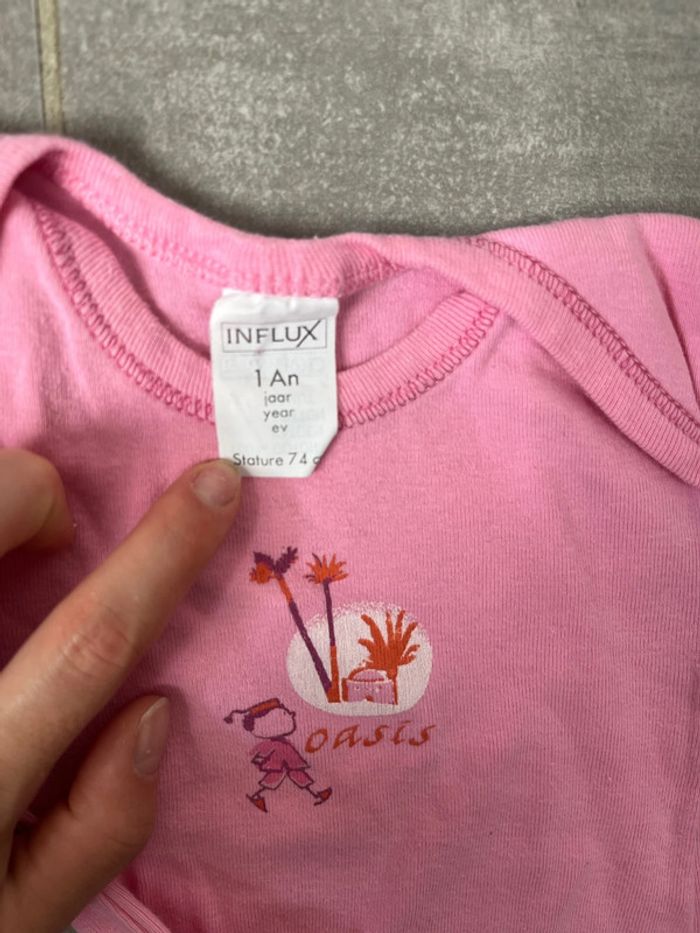 INFLUX
1 An
jaar
year
ev
Stature 74 c
oasis